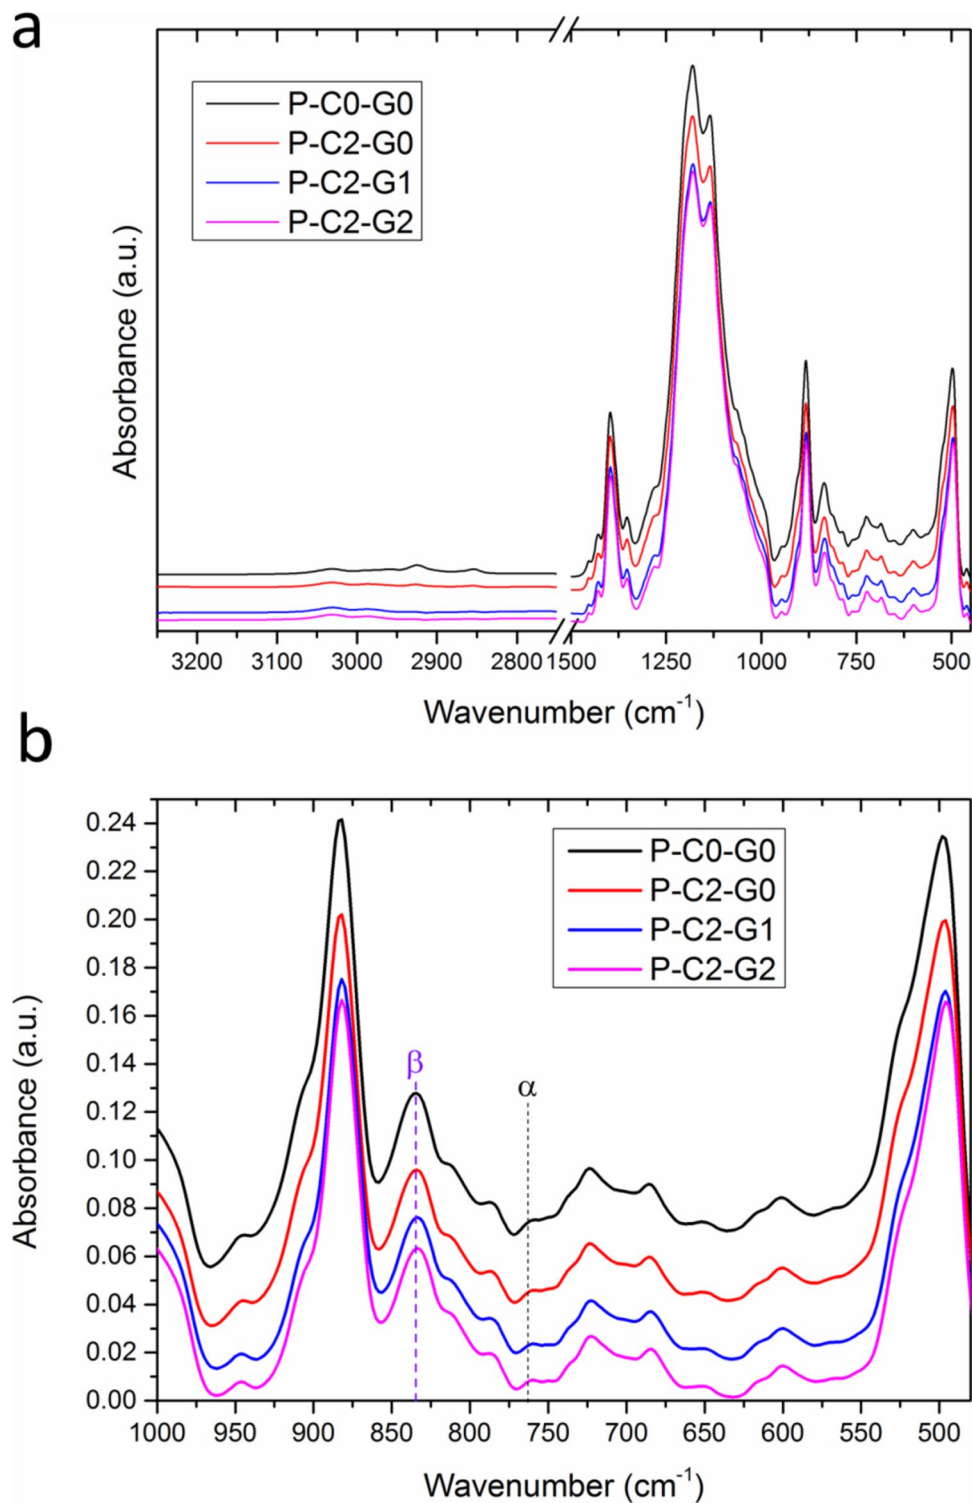 a
P-C0-G0
P-C2-G0
P-C2-G1
P-C2-G2
Absorbance (a.u.)
3200 3100 3000 2900 2800 1500 1250 1000 750 500
Wavenumber (cm⁻¹)
b
0.24
0.22
0.20
0.18
0.16
0.14
0.12
0.10
0.08
0.06
0.04
0.02
0.00
Absorbance (a.u.)
P-C0-G0
P-C2-G0
P-C2-G1
P-C2-G2
β
α
1000 950 900 850 800 750 700 650 600 550 500
Wavenumber (cm⁻¹)